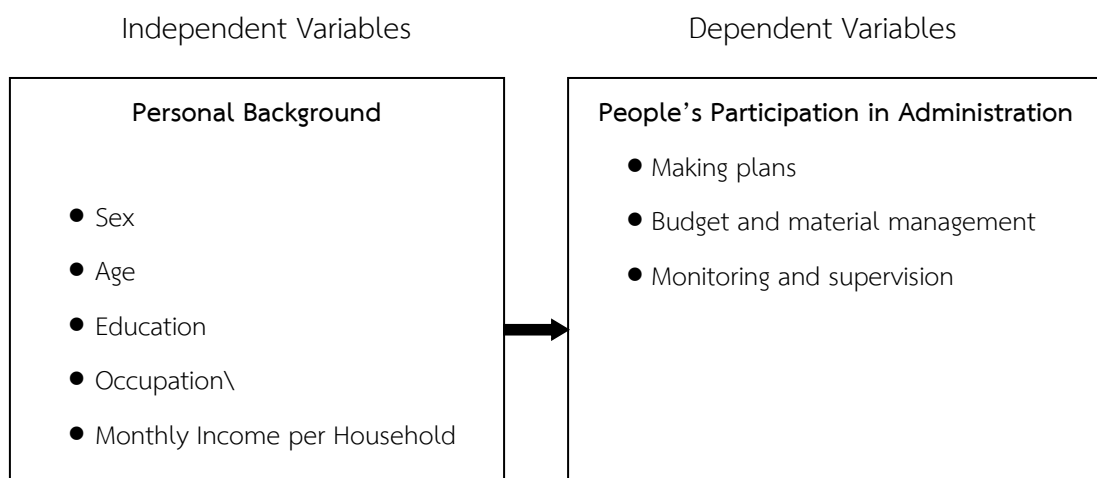 Independent Variables
Dependent Variables
Personal Background
● Sex
● Age
● Education
● Occupation\
● Monthly Income per Household
People’s Participation in Administration
● Making plans
● Budget and material management
● Monitoring and supervision